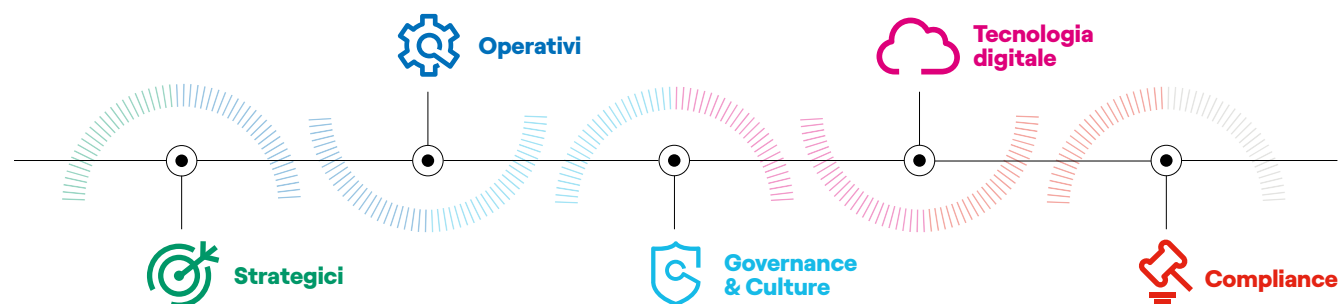 Operativi
Tecnologia
digitale
Strategici
Governance
& Culture
Compliance